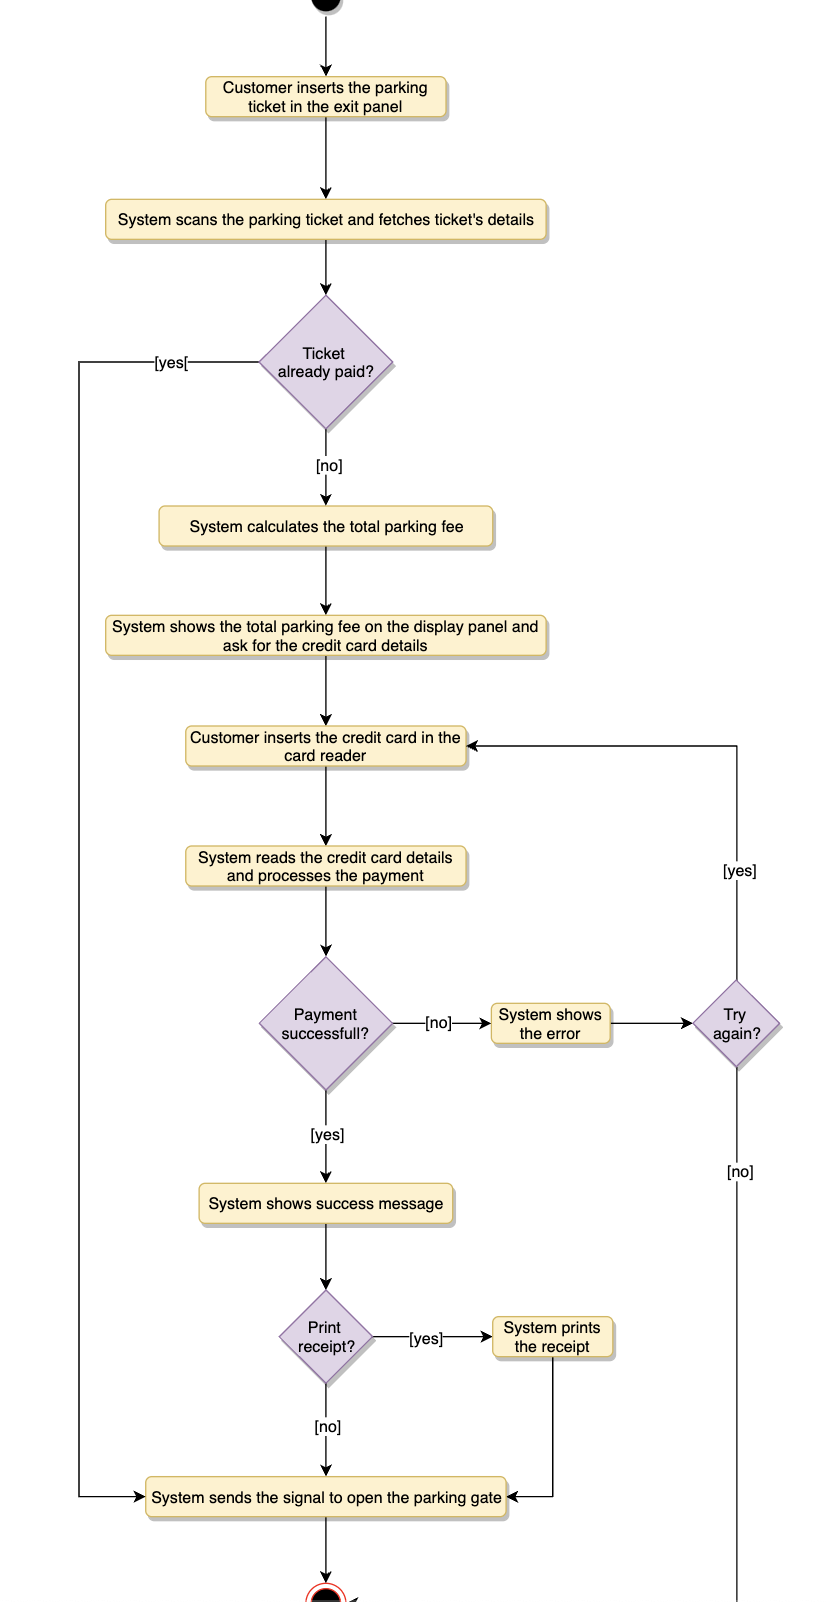 Customer inserts the parking
ticket in the exit panel
System scans the parking ticket and fetches ticket's details
Ticket
already paid?
[yes[
[no]
System calculates the total parking fee
System shows the total parking fee on the display panel and
ask for the credit card details
Customer inserts the credit card in the
card reader
System reads the credit card details
and processes the payment
[yes]
Payment
successfull?
[no]
System shows
the error
Try
again?
[yes]
[no]
System shows success message
Print
receipt?
[yes]
System prints
the receipt
[no]
System sends the signal to open the parking gate